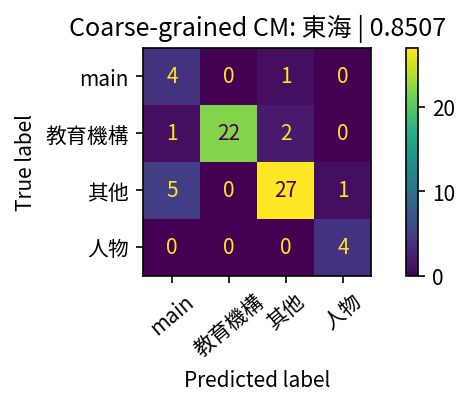 Coarse-grained CM: 東海 | 0.8507
True label
main 4 0 1 0
教育機構 1 22 2 0
其他 5 0 27 1
人物 0 0 0 4
main 教育機構 其他 人物
Predicted label
20
10
0